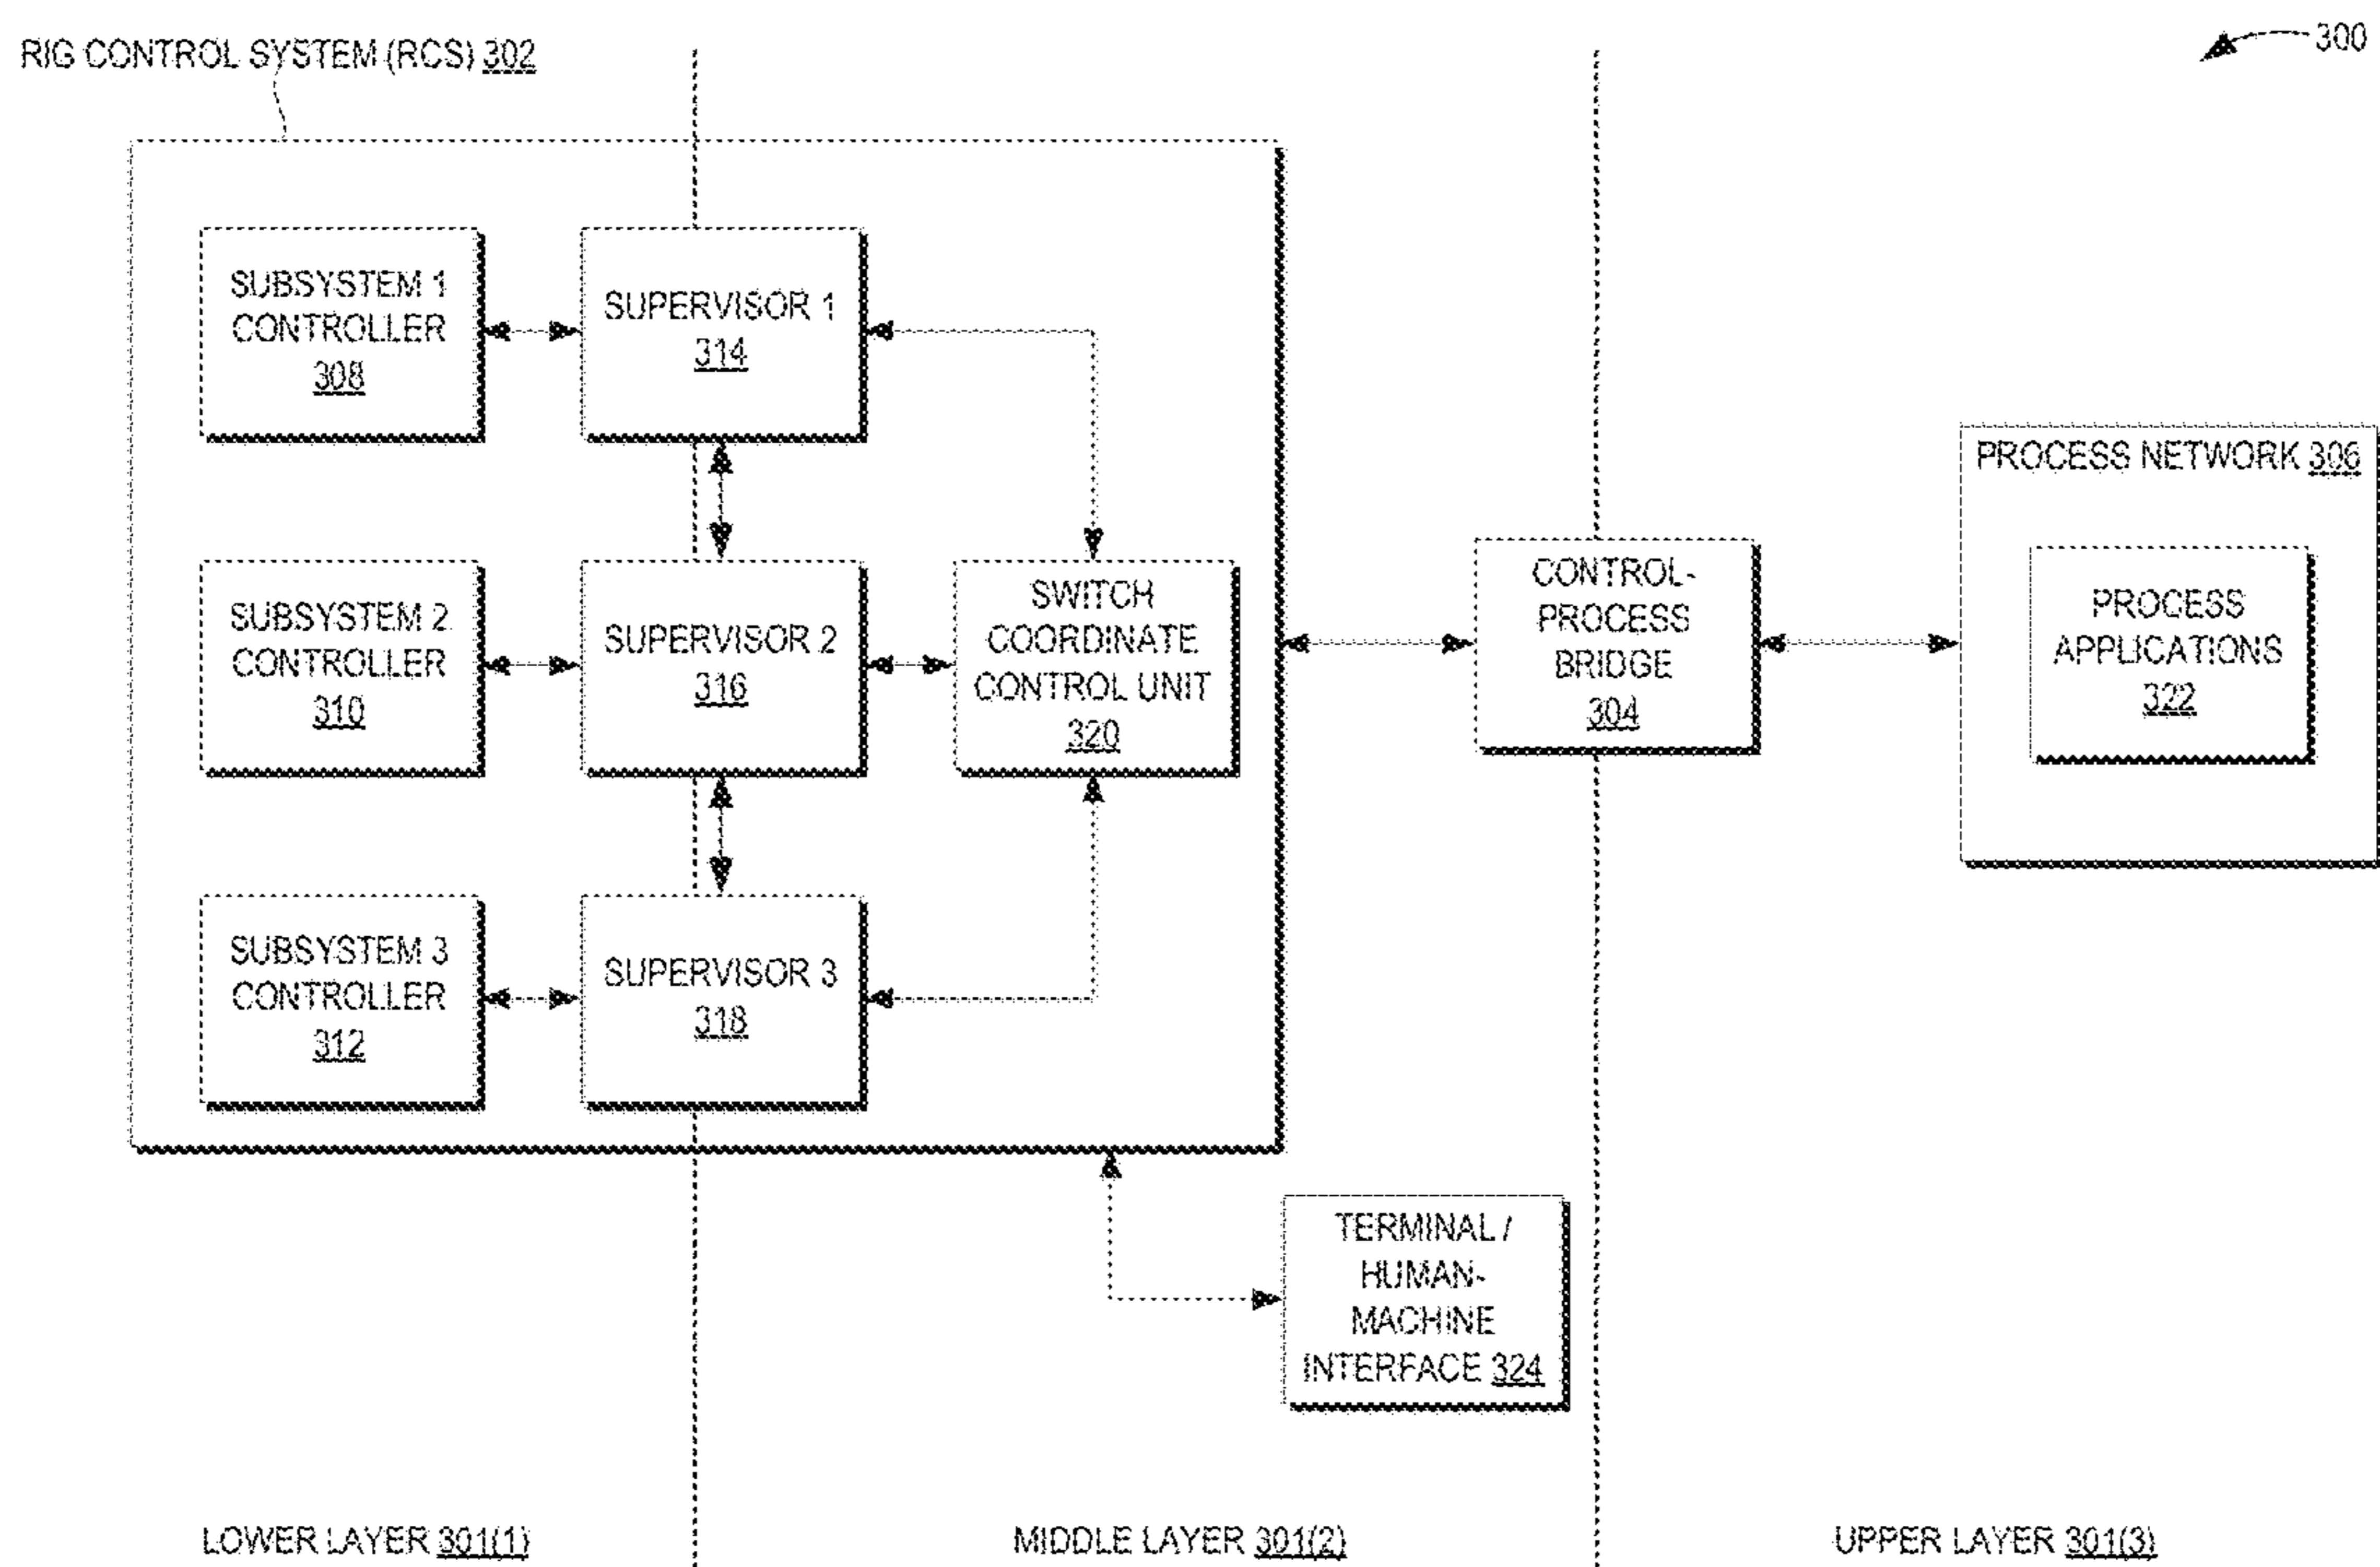 RIG CONTROL SYSTEM (RCS) 302
300
SUBSYSTEM 1
CONTROLLER
308
SUPERVISOR 1
314
SUBSYSTEM 2
CONTROLLER
310
SUPERVISOR 2
316
SWITCH
COORDINATE
CONTROL UNIT
320
SUBSYSTEM 3
CONTROLLER
312
SUPERVISOR 3
318
CONTROL-
PROCESS
BRIDGE
304
PROCESS NETWORK 306
PROCESS
APPLICATIONS
322
TERMINAL /
HUMAN-
MACHINE
INTERFACE 324
LOWER LAYER 301(1)
MIDDLE LAYER 301(2)
UPPER LAYER 301(3)